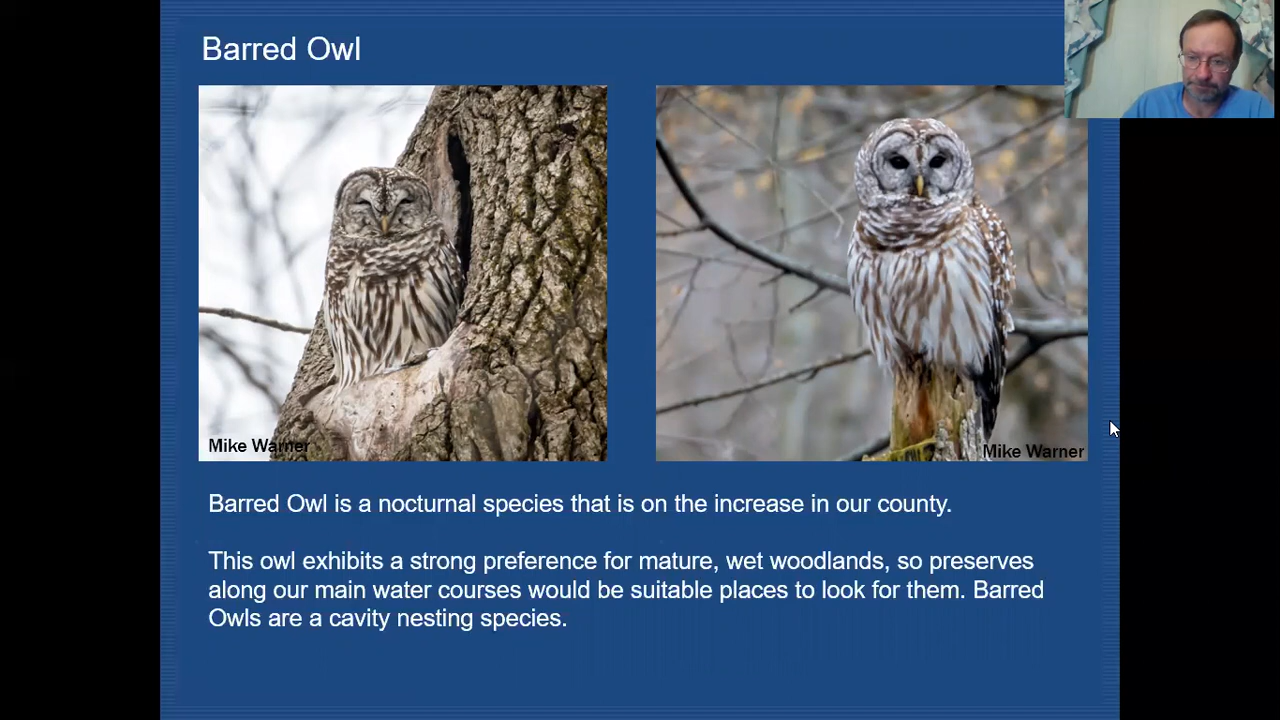 Barred Owl
Mike Warner
Mike Warner
Barred Owl is a nocturnal species that is on the increase in our county.
This owl exhibits a strong preference for mature, wet woodlands, so preserves
along our main water courses would be suitable places to look for them. Barred
Owls are a cavity nesting species.